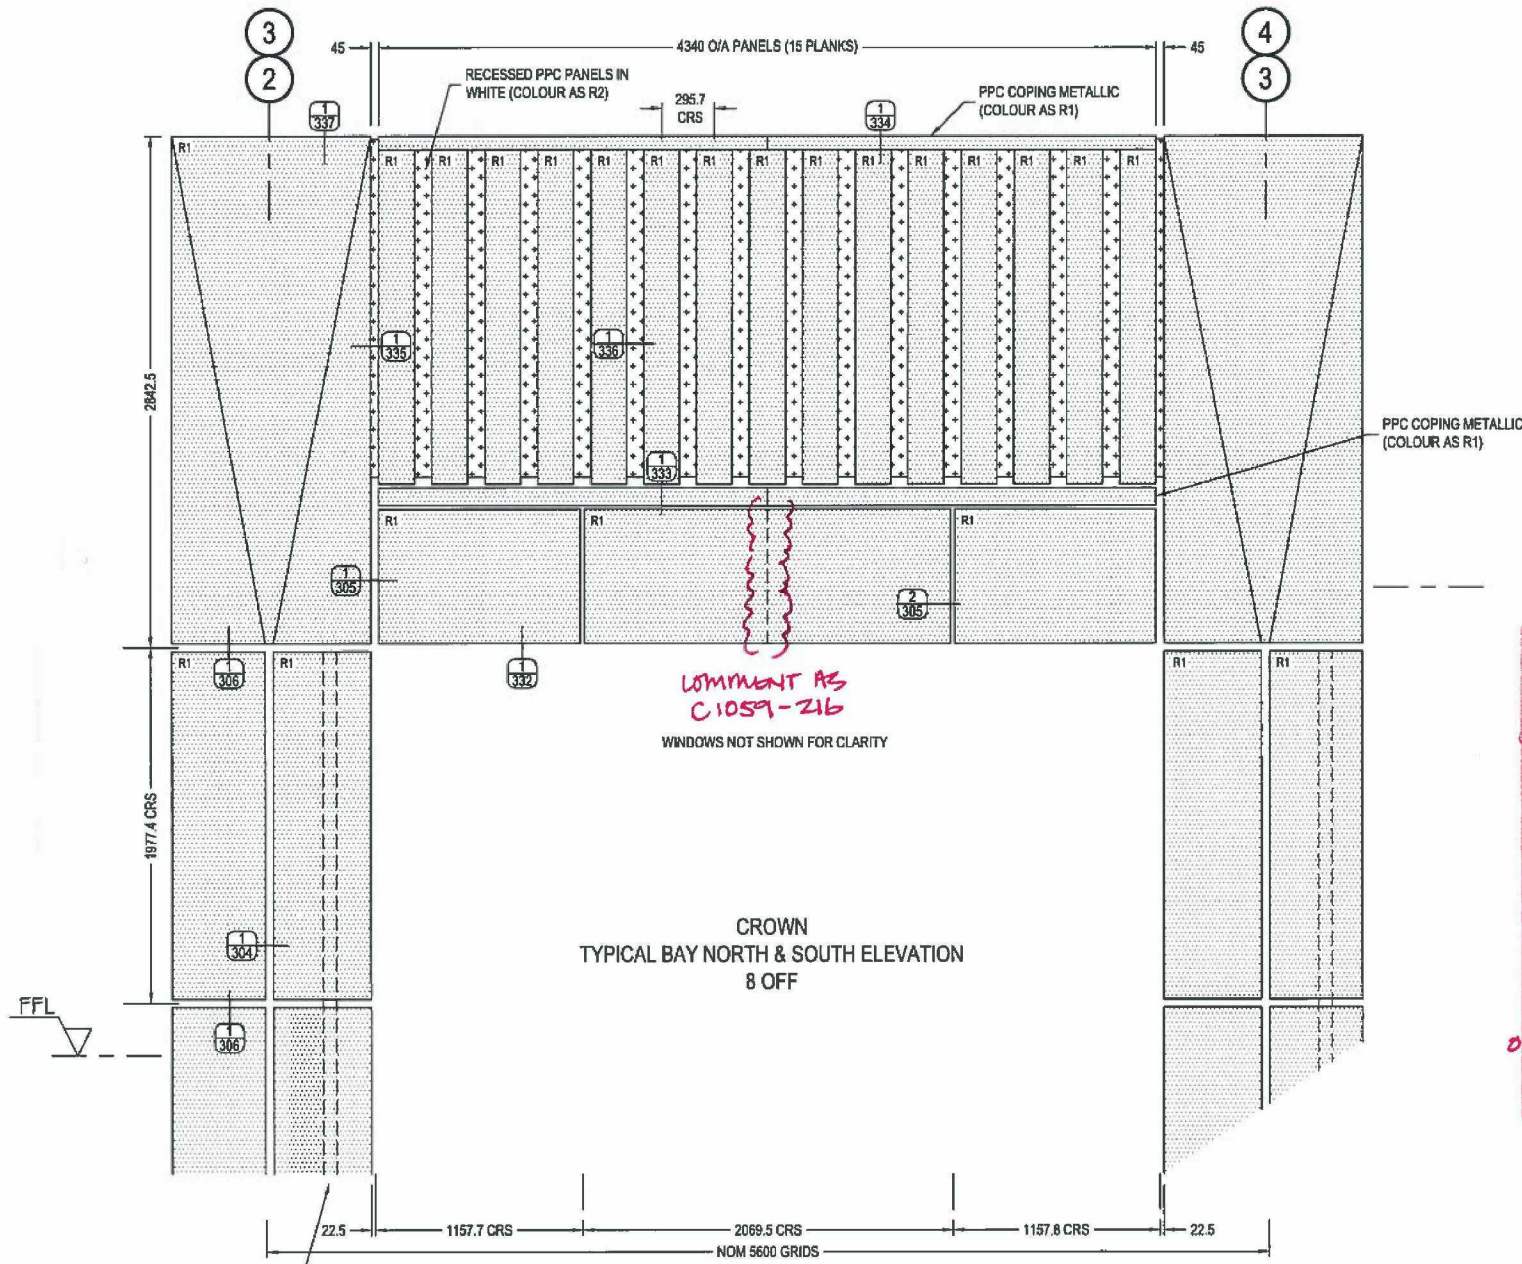 3
2
4
3
45
4340 O/A PANELS (15 PLANKS)
45
RECESSED PPC PANELS IN
WHITE (COLOUR AS R2)
295.7
CRS
PPC COPING METALLIC
(COLOUR AS R1)
1
337
1
334
R1
R1 R1 R1 R1 R1 R1 R1 R1 R1 R1 R1 R1 R1 R1 R1
1
335
1
336
2842.5
PPC COPING METALLIC
(COLOUR AS R1)
1
333
R1
R1
R1
1
305
2
305
R1
R1
1
306
1
332
R1
R1
COMMENT AS
C1059-216
WINDOWS NOT SHOWN FOR CLARITY
1977.4 CRS
CROWN
TYPICAL BAY NORTH & SOUTH ELEVATION
8 OFF
1
304
FFL
1
306
22.5
1157.7 CRS
2069.5 CRS
1157.8 CRS
22.5
NOM 5600 GRIDS